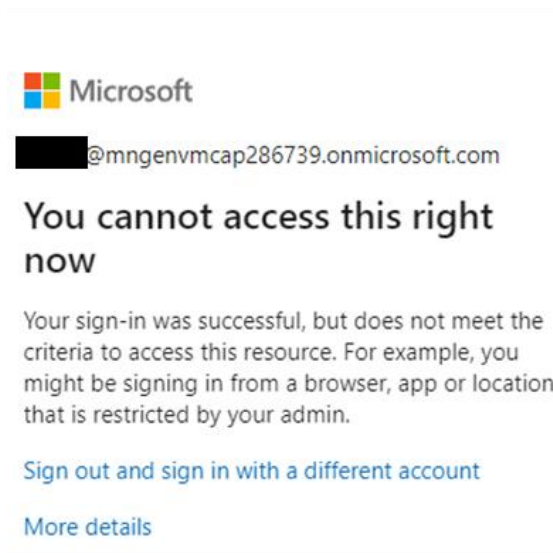 Microsoft
@mngenvmcap286739.onmicrosoft.com
You cannot access this right
now
Your sign-in was successful, but does not meet the
criteria to access this resource. For example, you
might be signing in from a browser, app or location
that is restricted by your admin.
Sign out and sign in with a different account
More details